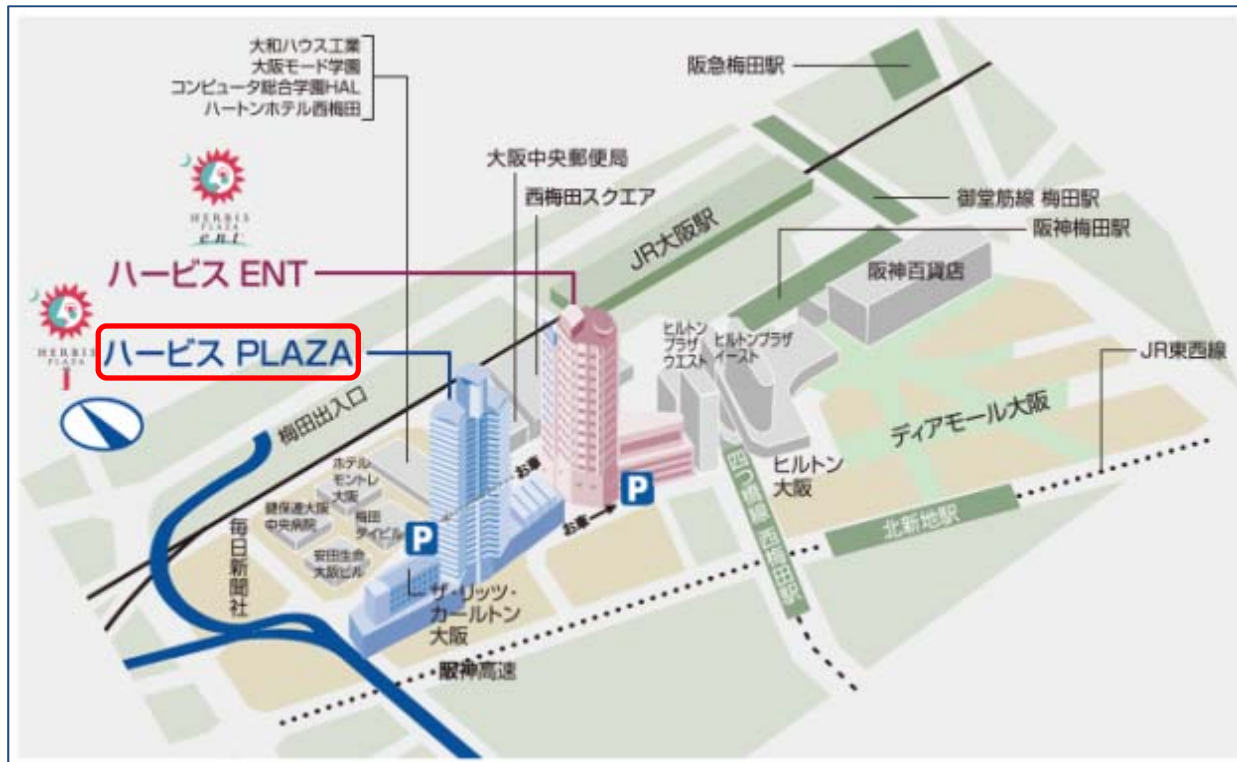 大和ハウス工業
大阪モード学園
コンピュータ総合学園HAL
ハートンホテル西梅田
阪急梅田駅
大阪中央郵便局
西梅田スクエア
御堂筋線 梅田駅
阪神梅田駅
HERBIS
PLAZA
ent
JR大阪駅
阪神百貨店
ハービス ENT
HERBIS
PLAZA
ハービス PLAZA
ヒルトン
プラザ
ウエスト
ヒルトンプラザ
イースト
JR東西線
梅田出入口
ディアモール大阪
ホテル
モントレ
大阪
お車
ヒルトン
大阪
P
健保連大阪
中央病院
梅田
ダイビル
P
お車
四つ橋線 西梅田駅
北新地駅
毎日新聞社
安田生命
大阪ビル
ザ・リッツ・
カールトン
大阪
阪神高速